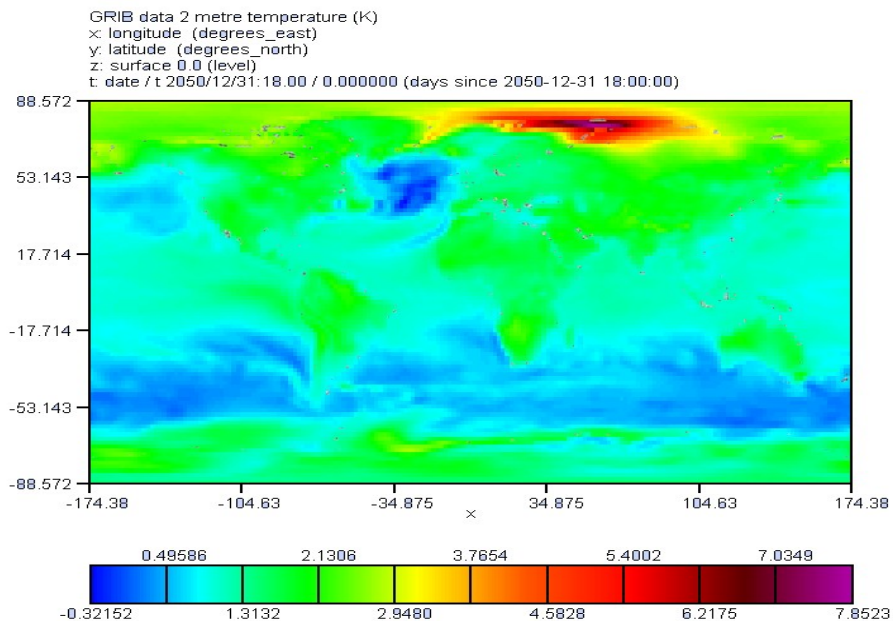 GRIB data 2 metre temperature (K)
x: longitude (degrees_east)
y: latitude (degrees_north)
z: surface 0.0 (level)
t: date / t 2050/12/31:18.00 / 0.000000 (days since 2050-12-31 18:00:00)
88.572
53.143
17.714
-17.714
-53.143
-88.572
-174.38 -104.63 -34.875 34.875 104.63 174.38
x
0.49586 2.1306 3.7654 5.4002 7.0349
-0.32152 1.3132 2.9480 4.5828 6.2175 7.8523